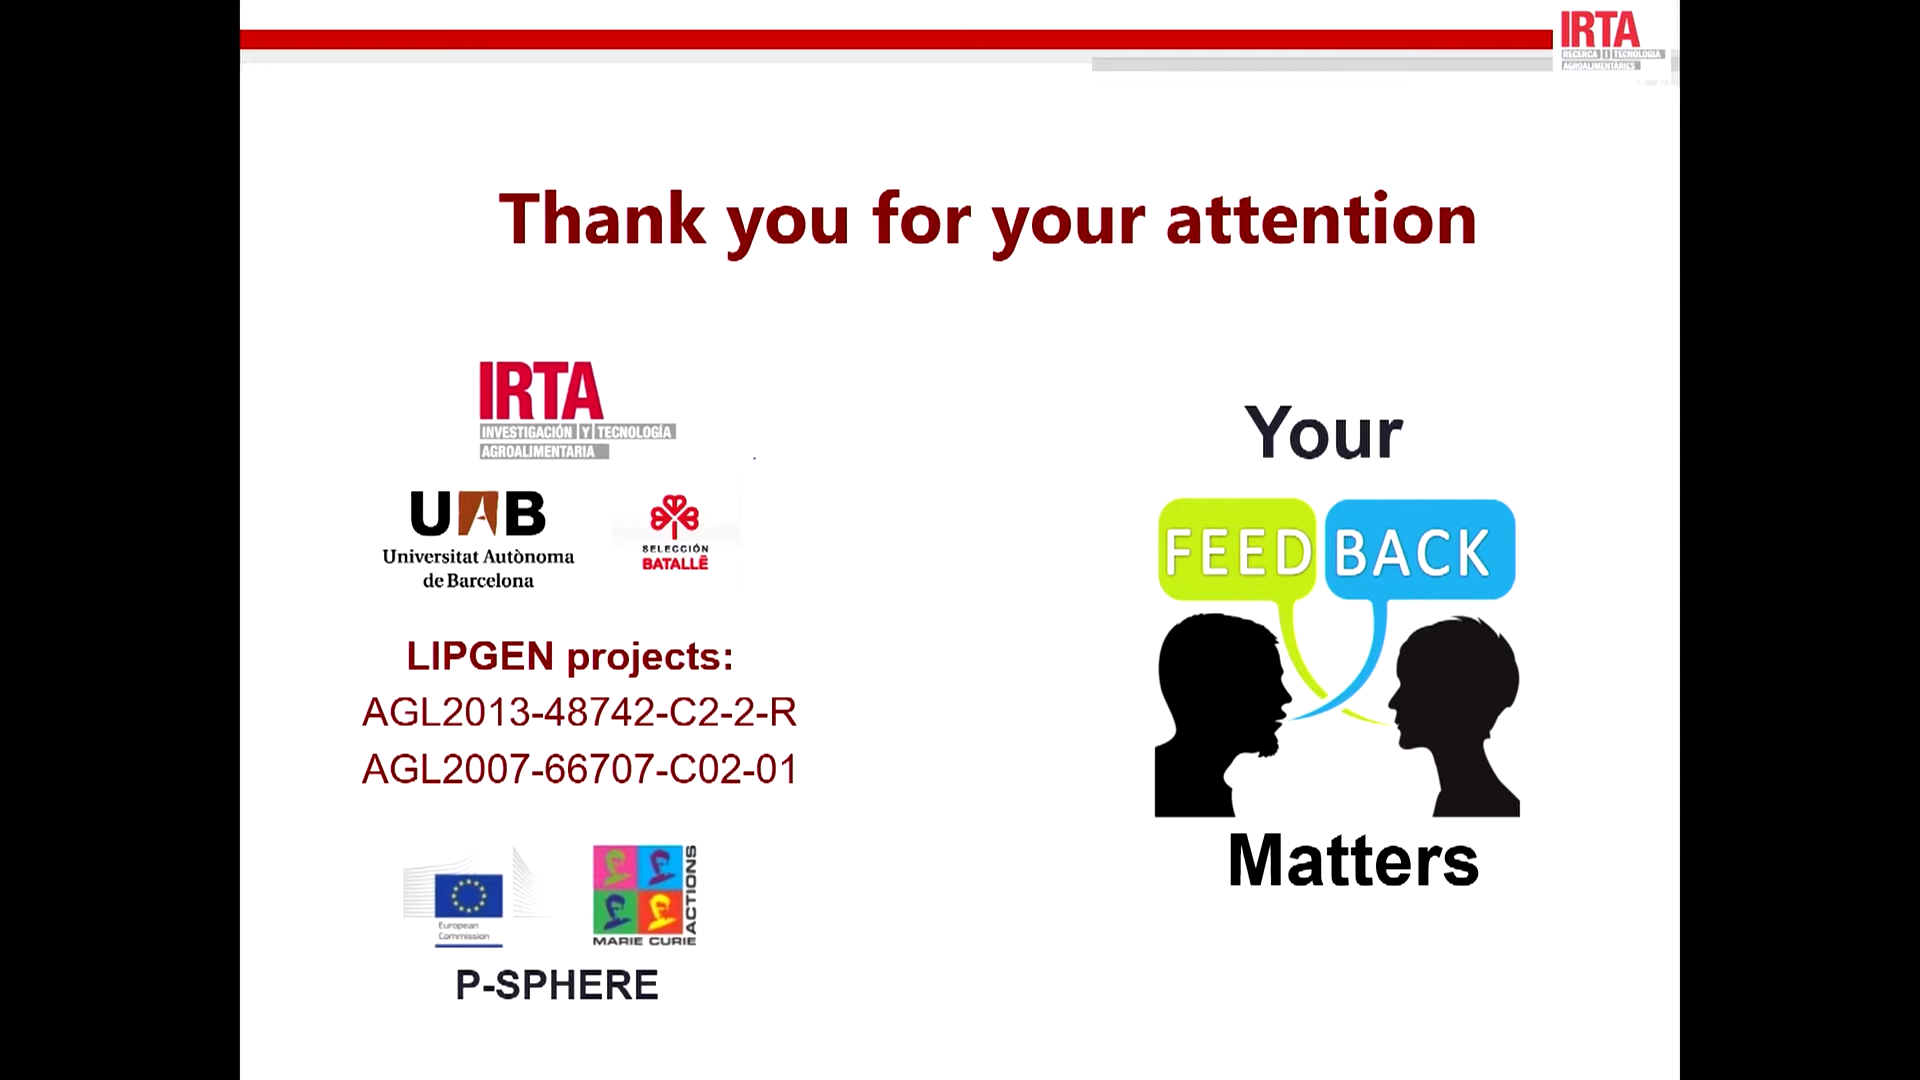 IRTA
RECERCA I TECNOLOGIA
AGROALIMENTÀRIES
Thank you for your attention
IRTA
INVESTIGACIÓN Y TECNOLOGÍA
AGROALIMENTARIA
UAB
Universitat Autònoma
de Barcelona
SELECCIÓN
BATALLÉ
LIPGEN projects:
AGL2013-48742-C2-2-R
AGL2007-66707-C02-01
European
Commission
MARIE CURIE
ACTIONS
P-SPHERE
Your
FEED BACK
Matters